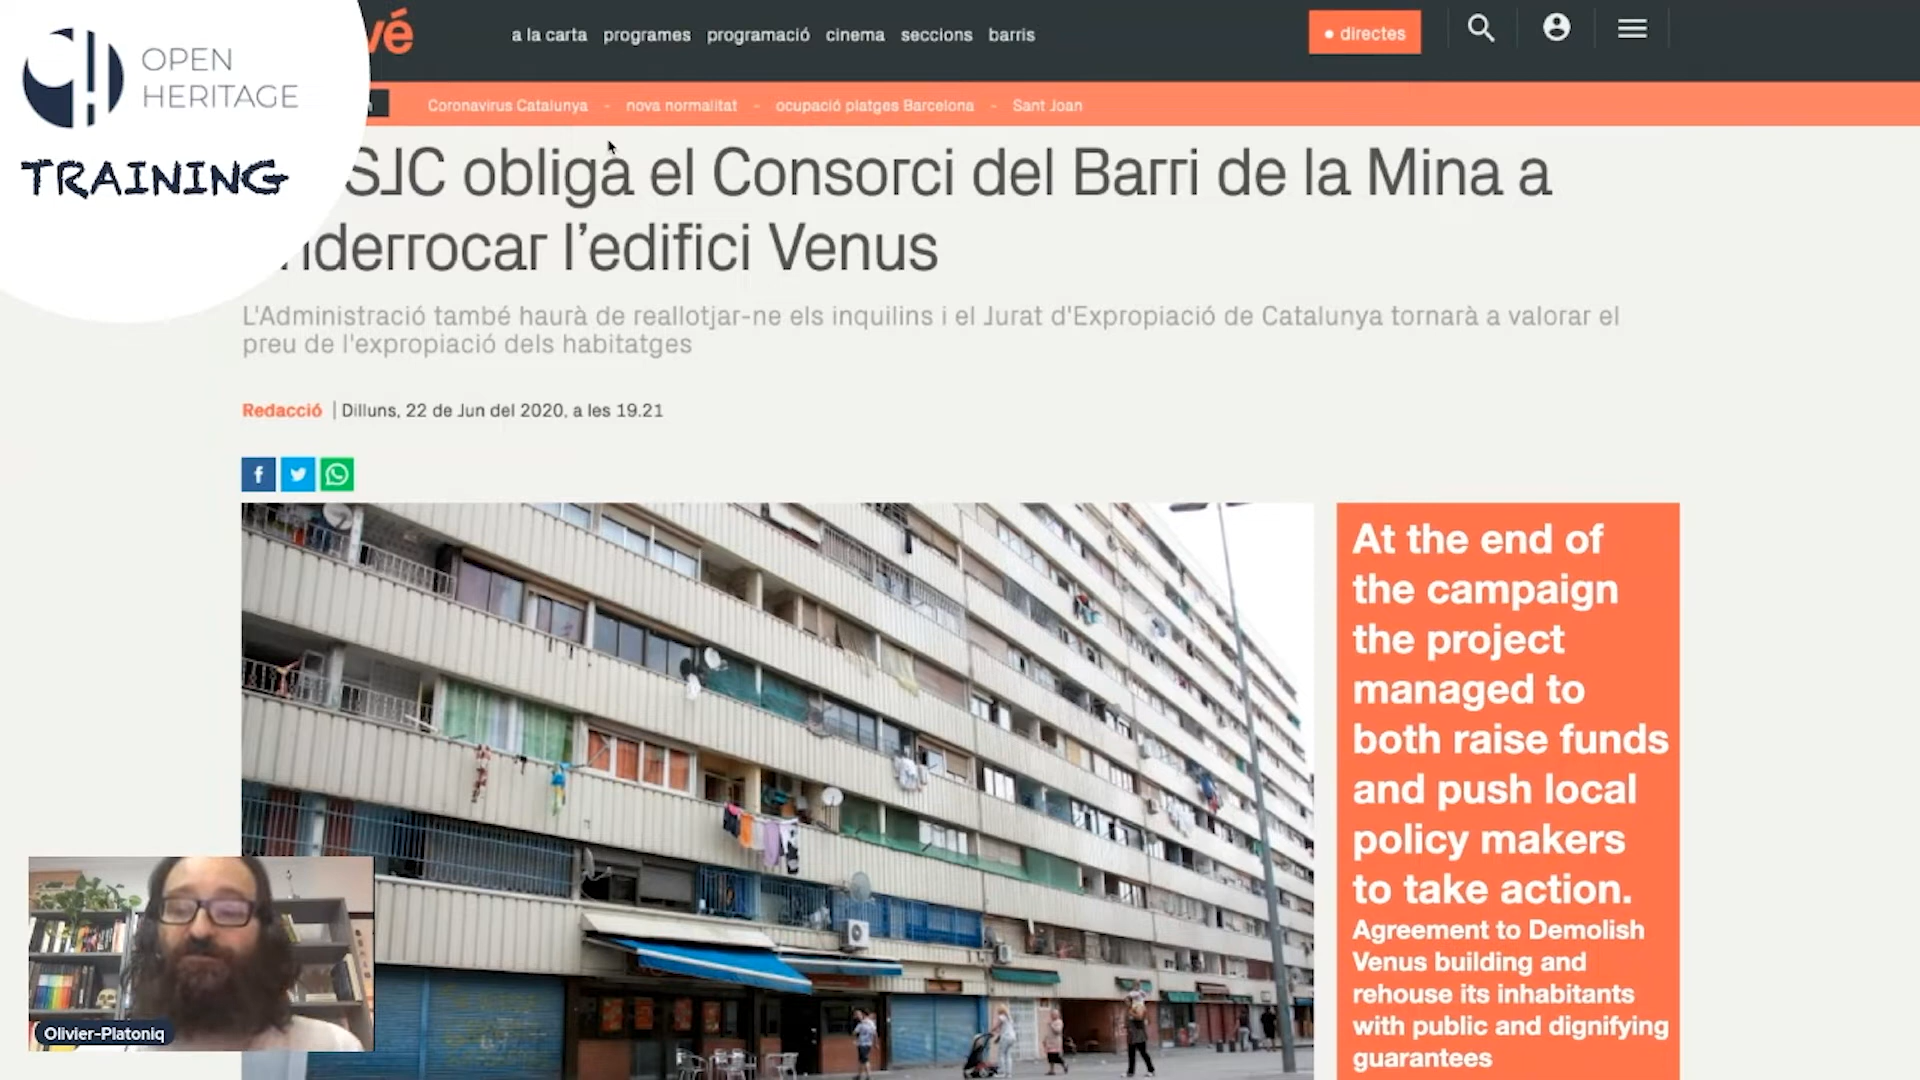 OPEN
HERITAGE
TRAINING
vé
a la carta programes programació cinema seccions barris
• directes
Coronavirus Catalunya - nova normalitat - ocupació platges Barcelona - Sant Joan
SJC obliga el Consorci del Barri de la Mina a
nderrocar l'edifici Venus
L'Administració també haurà de reallotjar-ne els inquilins i el Jurat d'Expropiació de Catalunya tornarà a valorar el
preu de l'expropiació dels habitatges
Redacció | Dilluns, 22 de Jun del 2020, a les 19.21
At the end of
the campaign
the project
managed to
both raise funds
and push local
policy makers
to take action.
Agreement to Demolish
Venus building and
rehouse its inhabitants
with public and dignifying
guarantees
Olivier-Platoniq